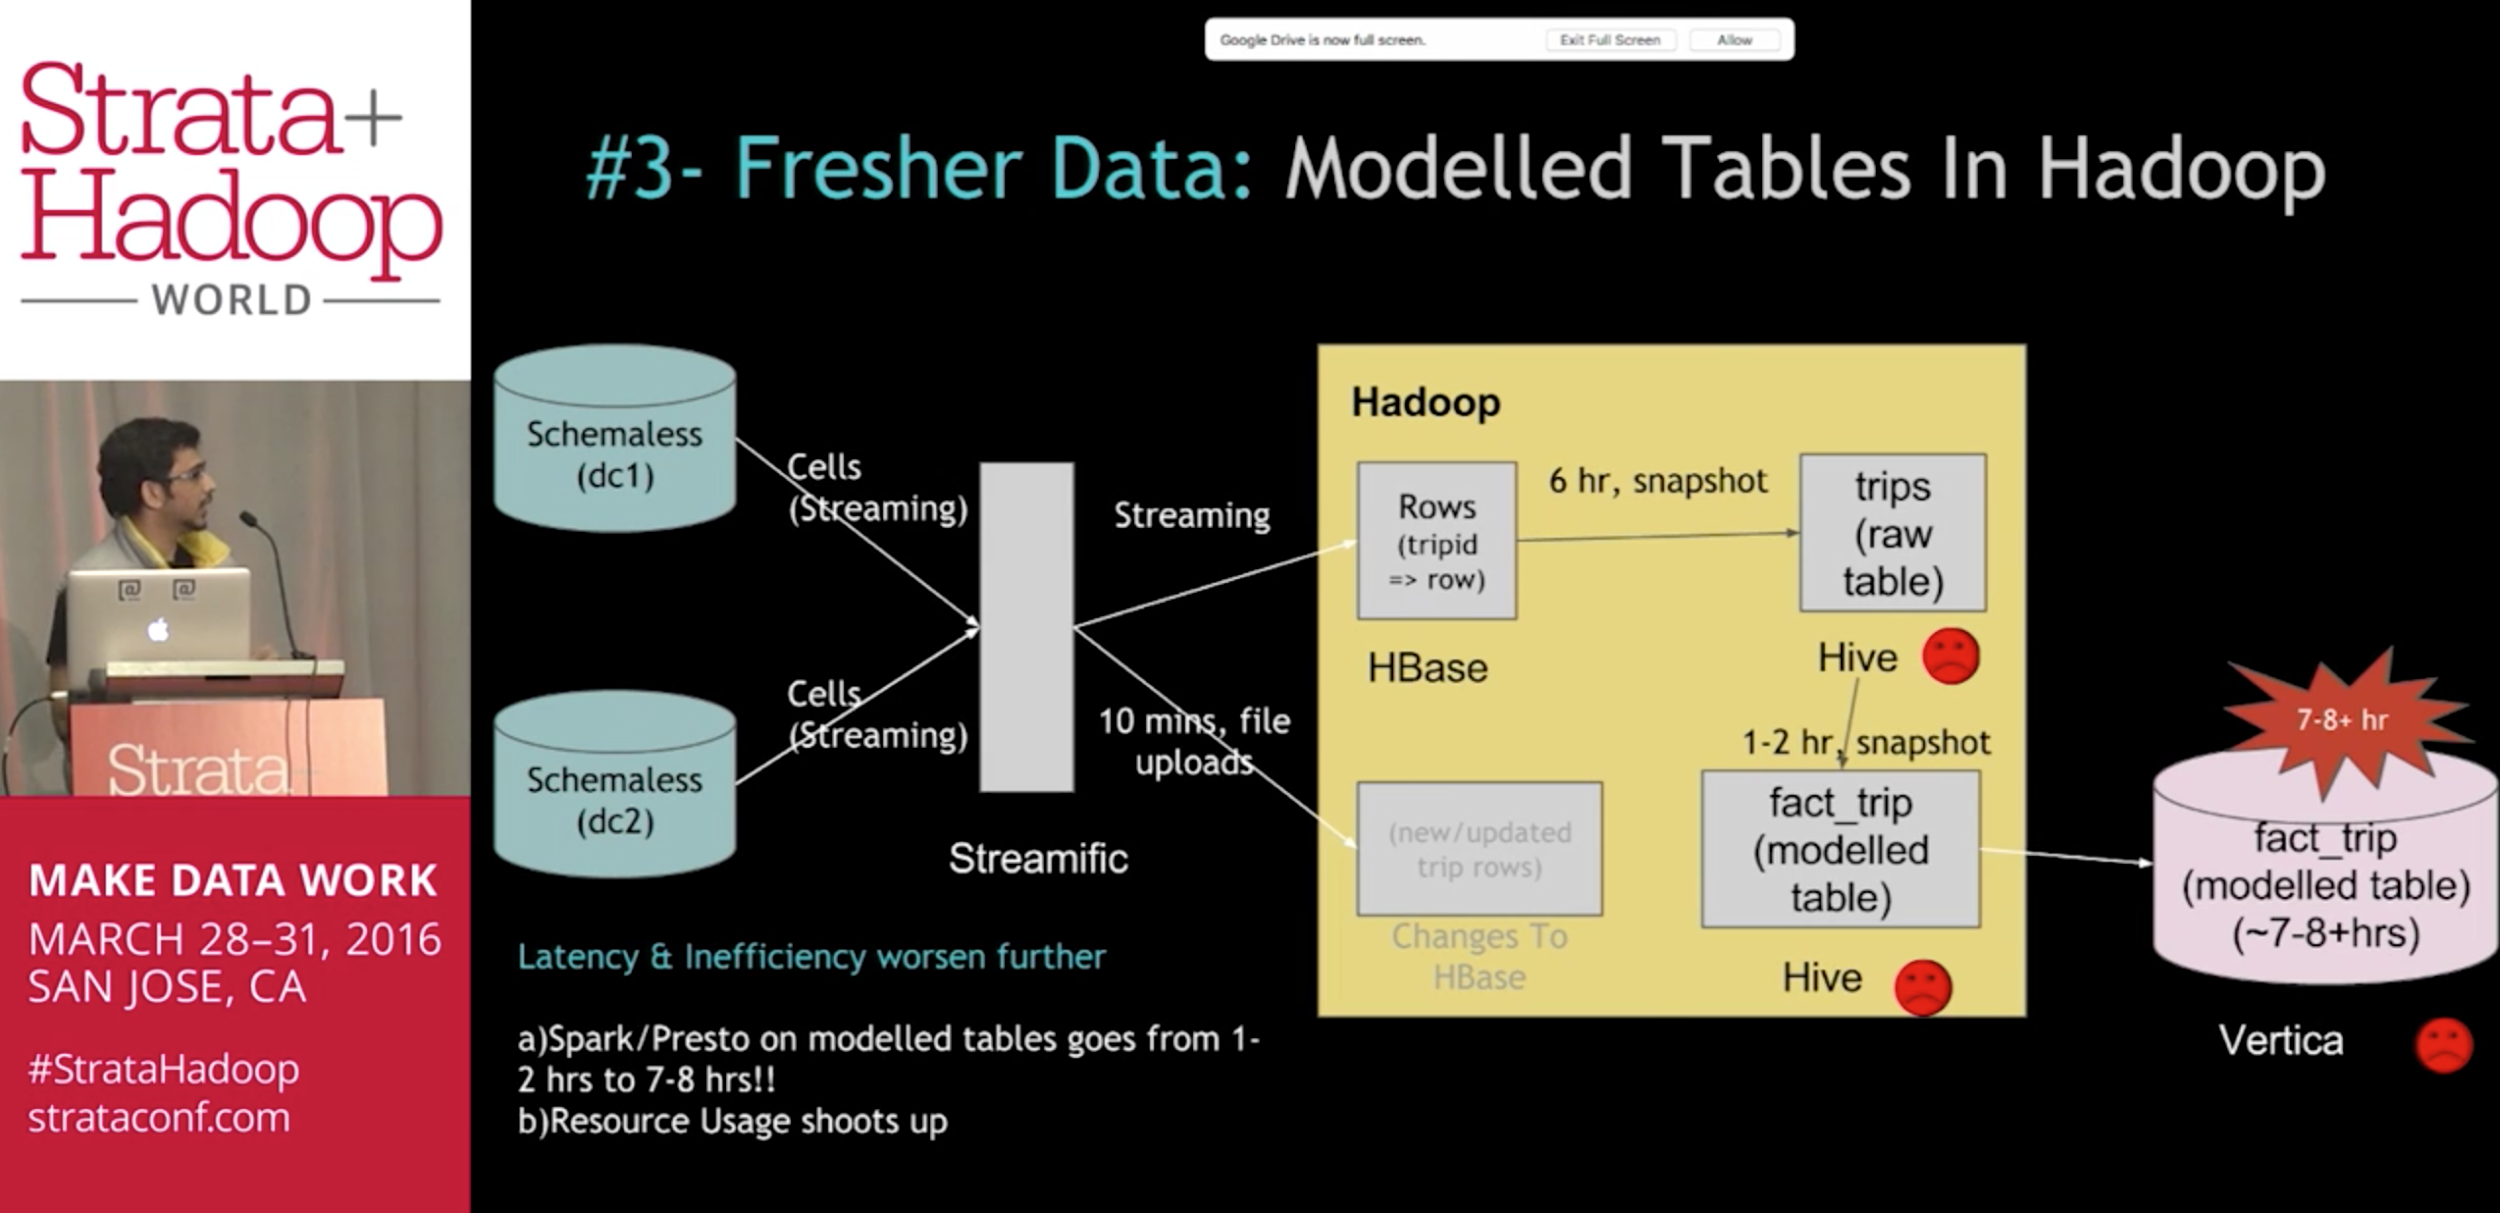 Google Drive is now full screen.
Exit Full Screen
Allow
Strata+
Hadoop
WORLD
Strata
MAKE DATA WORK
MARCH 28–31, 2016
SAN JOSE, CA
#StrataHadoop
strataconf.com
#3- Fresher Data: Modelled Tables In Hadoop
Schemaless
(dc1)
Cells
(Streaming)
Schemaless
(dc2)
Cells
(Streaming)
Streamific
Streaming
10 mins, file
uploads
Hadoop
Rows
(tripid
=> row)
HBase
6 hr, snapshot
trips
(raw
table)
Hive
1-2 hr, snapshot
(new/updated
trip rows)
Changes To
HBase
fact_trip
(modelled
table)
Hive
7-8+ hr
fact_trip
(modelled table)
(~7-8+hrs)
Vertica
Latency & Inefficiency worsen further
a)Spark/Presto on modelled tables goes from 1-
2 hrs to 7-8 hrs!!
b)Resource Usage shoots up